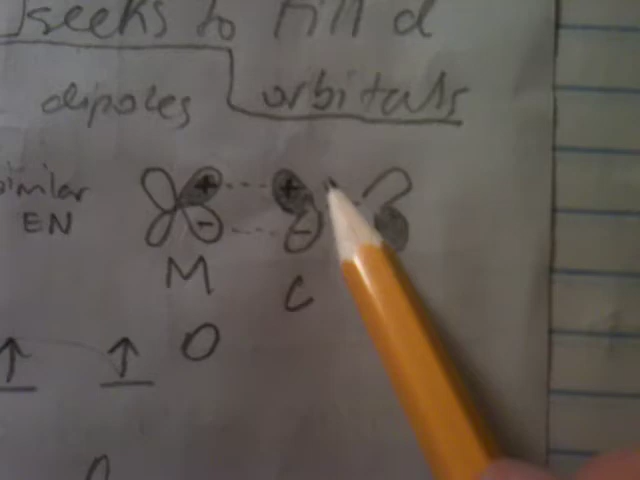 seeks to fill d
dipoles orbitals
similar
EN
+ +
- -
M
C
O